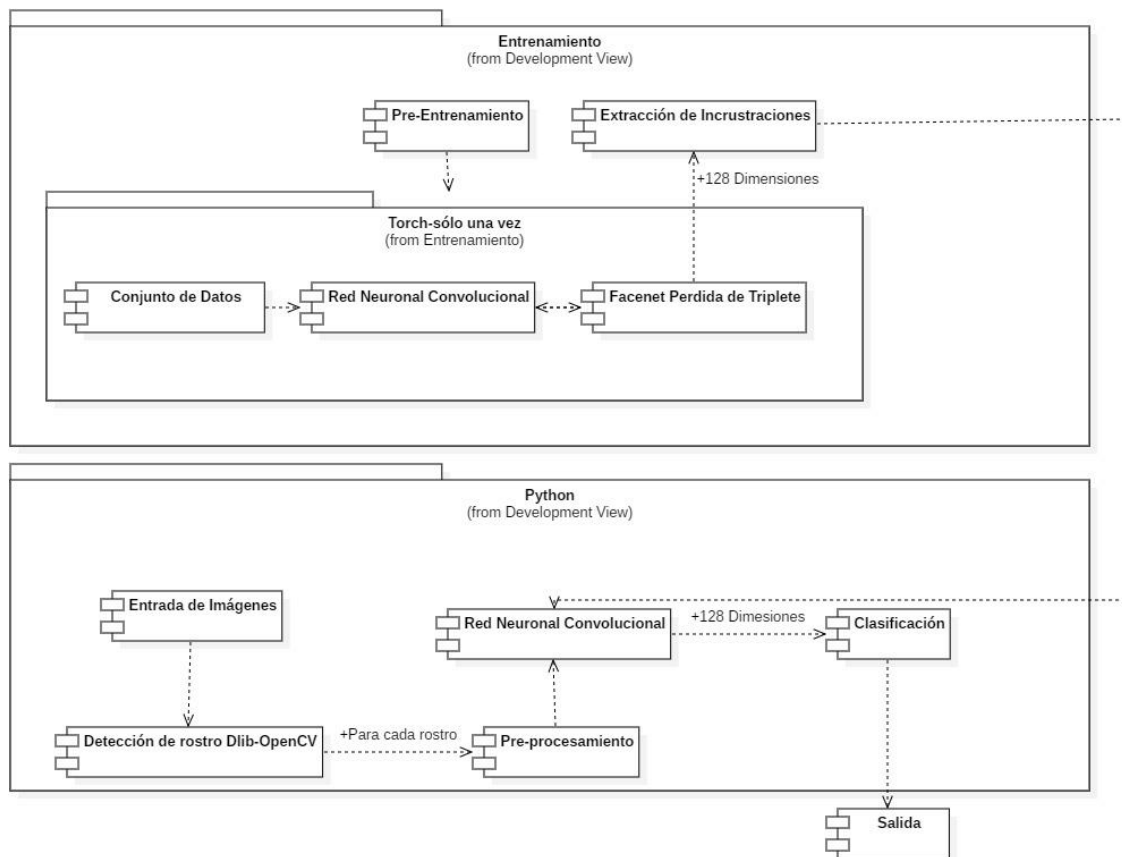 Entrenamiento
(from Development View)
Pre-Entrenamiento
Extracción de Incrustraciones
+128 Dimensiones
Torch-sólo una vez
(from Entrenamiento)
Conjunto de Datos
Red Neuronal Convolucional
Facenet Perdida de Triplete
Python
(from Development View)
Entrada de Imágenes
Red Neuronal Convolucional
+128 Dimesiones
Clasificación
Detección de rostro Dlib-OpenCV
+Para cada rostro
Pre-procesamiento
Salida